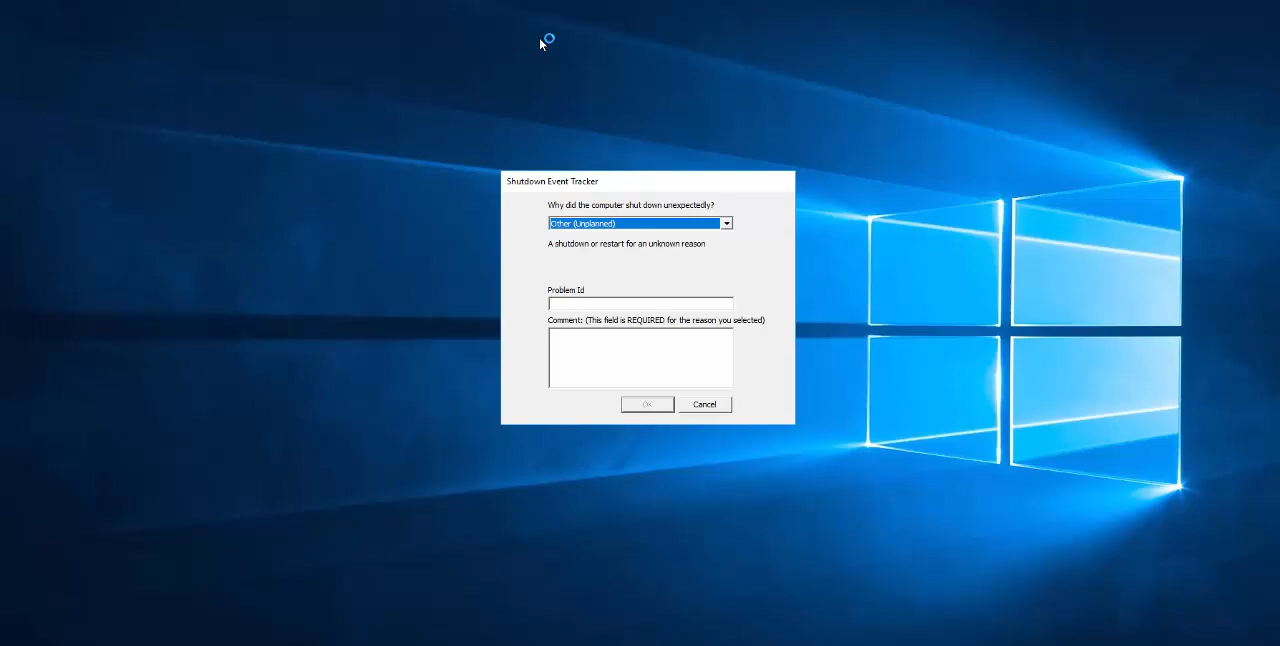 Shutdown Event Tracker
Why did the computer shut down unexpectedly?
Other (Unplanned)
A shutdown or restart for an unknown reason
Problem Id
Comment: (This field is REQUIRED for the reason you selected)
OK
Cancel